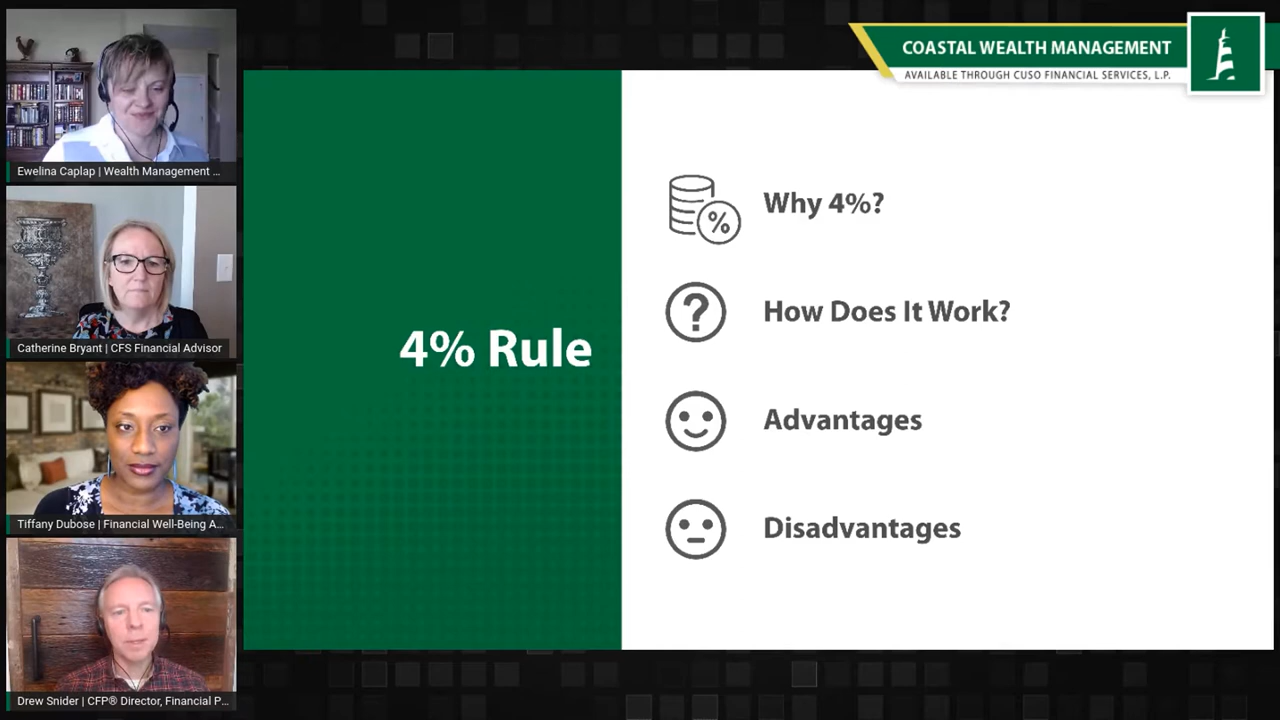 COASTAL WEALTH MANAGEMENT
AVAILABLE THROUGH CUSO FINANCIAL SERVICES, L.P.
Ewelina Caplap | Wealth Management ...
Catherine Bryant | CFS Financial Advisor
Tiffany Dubose | Financial Well-Being A...
Drew Snider | CFP® Director, Financial P...
4% Rule
%
Why 4%?
?
How Does It Work?
Advantages
Disadvantages